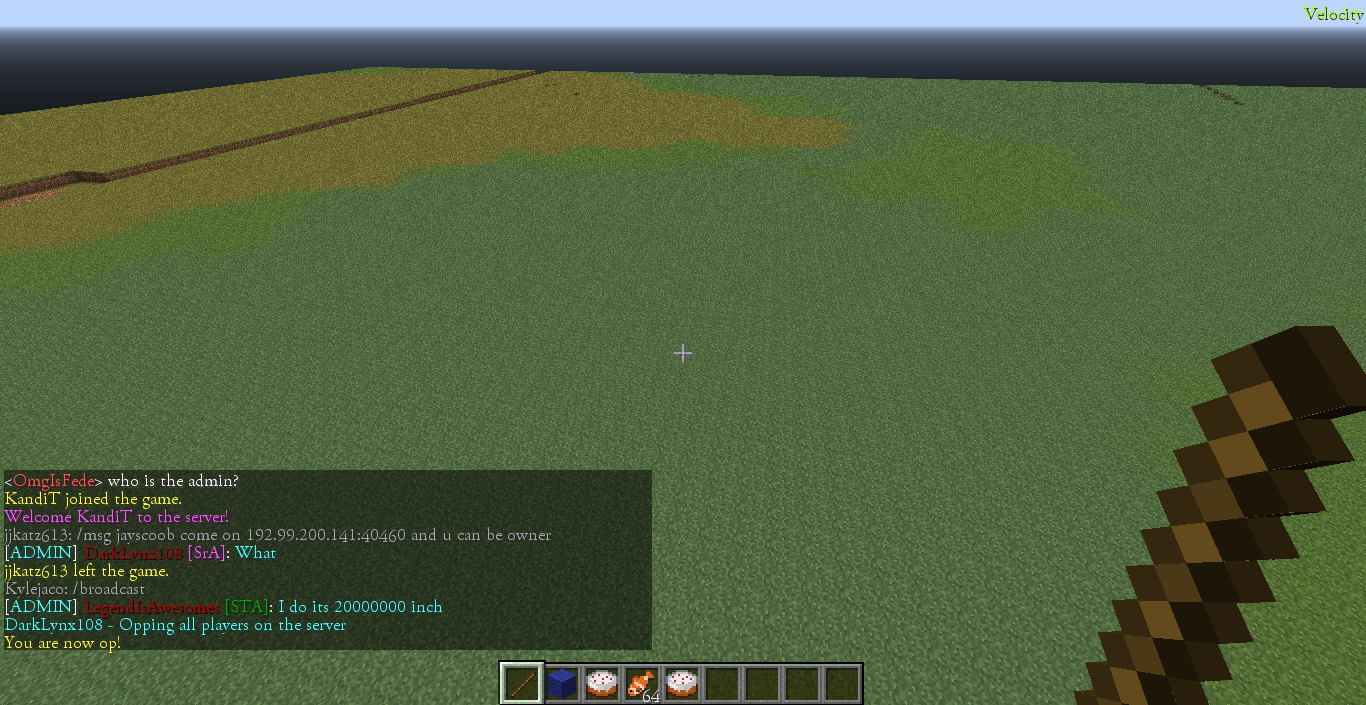 Velocity
<OmgIsFede> who is the admin?
KandiT joined the game.
Welcome KandiT to the server!
jjkatz613: /msg jayscoob come on 192.99.200.141:40460 and u can be owner
[ADMIN] DarkLynx108 [SrA]: What
jjkatz613 left the game.
Kylejaco: /broadcast
[ADMIN] LegendIsAwesomes [STA]: I do its 20000000 inch
DarkLynx108 - Opping all players on the server
You are now op!
64